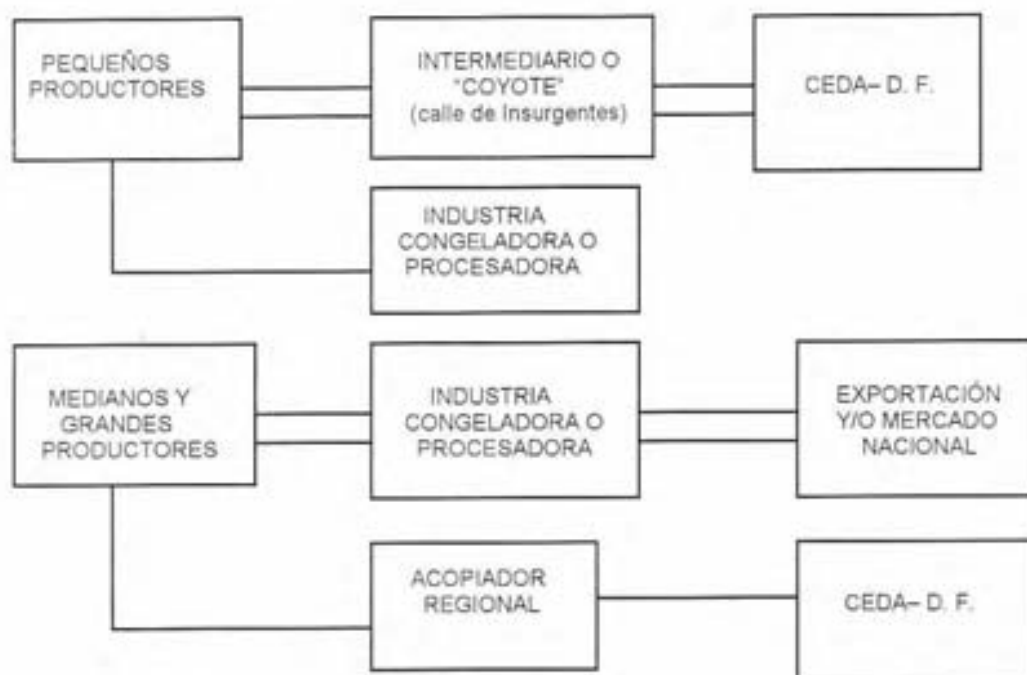 PEQUEÑOS
PRODUCTORES
INTERMEDIARIO O
"COYOTE"
(calle de Insurgentes)
CEDA– D. F.
INDUSTRIA
CONGELADORA O
PROCESADORA
MEDIANOS Y
GRANDES
PRODUCTORES
INDUSTRIA
CONGELADORA O
PROCESADORA
EXPORTACIÓN
Y/O MERCADO
NACIONAL
ACOPIADOR
REGIONAL
CEDA– D. F.